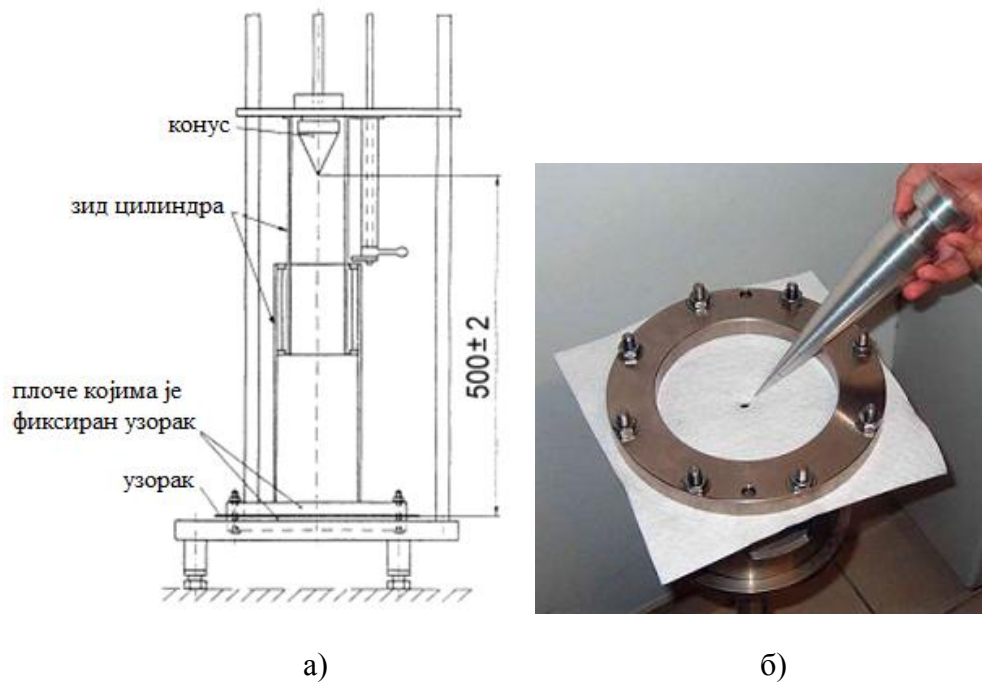 конус
зид цилиндра
500±2
плоче којима је
фиксиран узорак
узорак
а)
б)